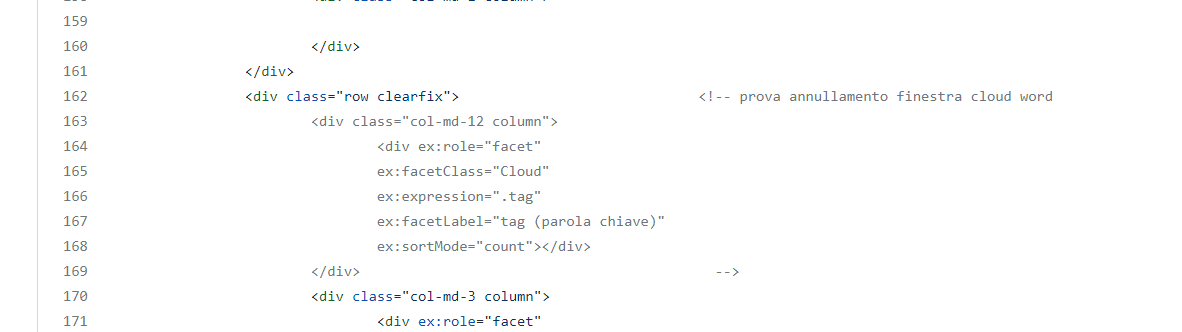 159
160 </div>
161 </div>
162 <div class="row clearfix"> <!-- prova annullamento finestra cloud word
163 <div class="col-md-12 column">
164 <div ex:role="facet"
165 ex:facetClass="Cloud"
166 ex:expression=".tag"
167 ex:facetLabel="tag (parola chiave)"
168 ex:sortMode="count"></div>
169 </div> -->
170 <div class="col-md-3 column">
171 <div ex:role="facet"